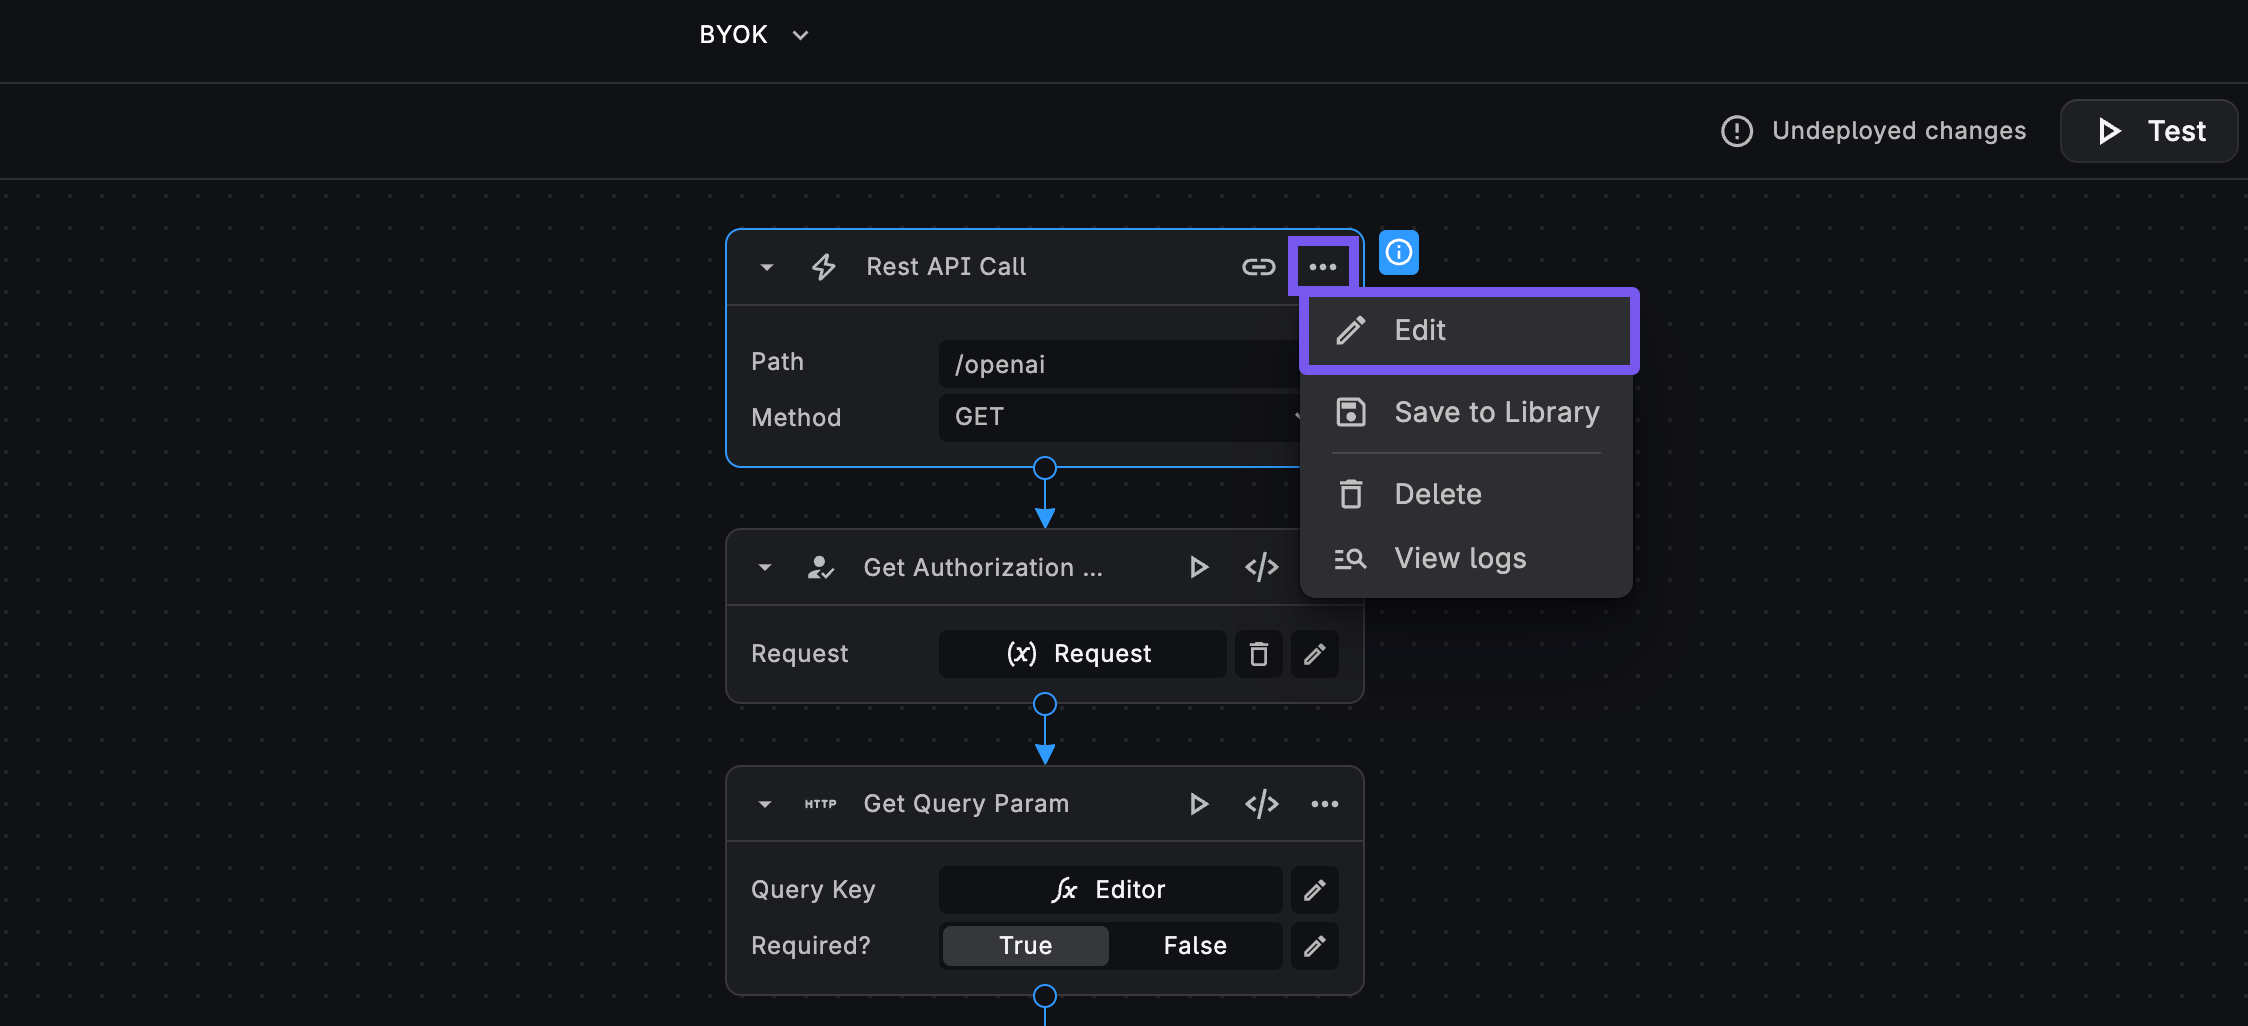 BYOK
Undeployed changes
Test
Rest API Call
Edit
Path
/openai
Method
GET
Save to Library
Delete
View logs
Get Authorization ...
Request
(x) Request
HTTP
Get Query Param
Query Key
fx Editor
Required?
True
False